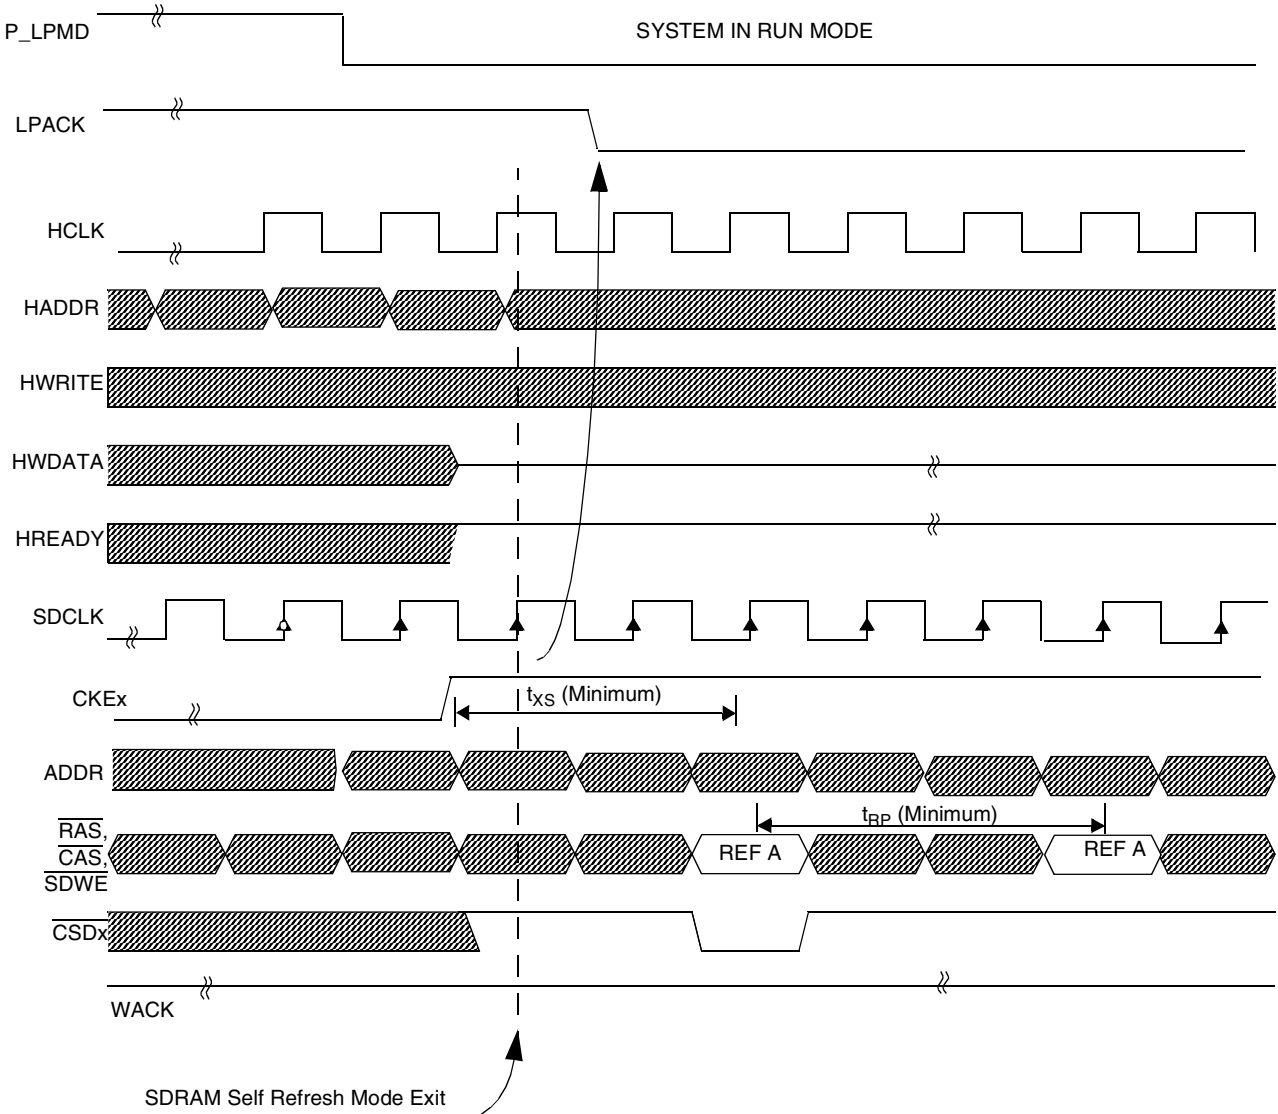 P_LPMD
SYSTEM IN RUN MODE
LPACK
HCLK
HADDR
HWRITE
HWDATA
HREADY
SDCLK
CKEx
tXS (Minimum)
ADDR
tRP (Minimum)
RAS,
CAS,
SDWE
REF A
REF A
CSDx
WACK
SDRAM Self Refresh Mode Exit